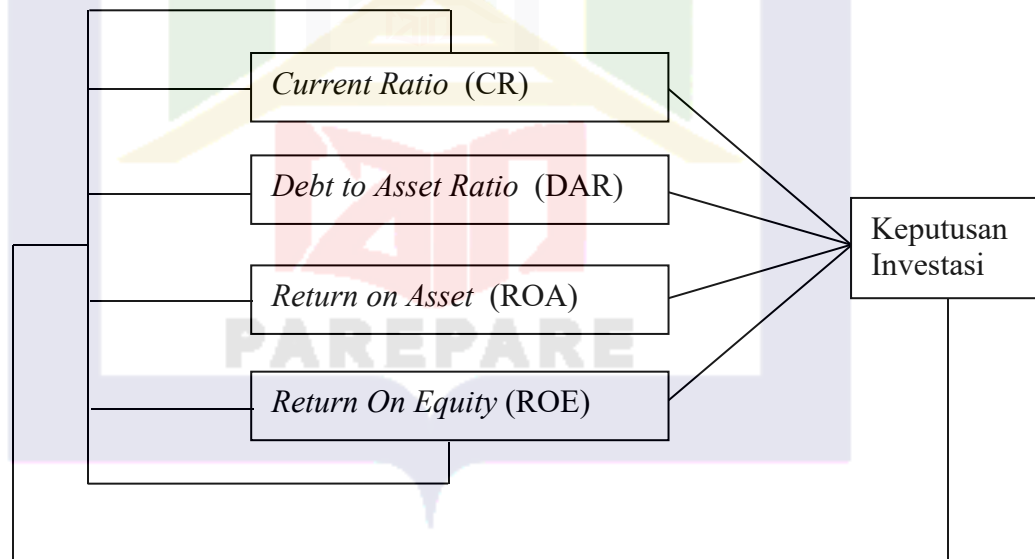 Current Ratio (CR)
Debt to Asset Ratio (DAR)
Keputusan
Investasi
Return on Asset (ROA)
PAREPARE
Return On Equity (ROE)